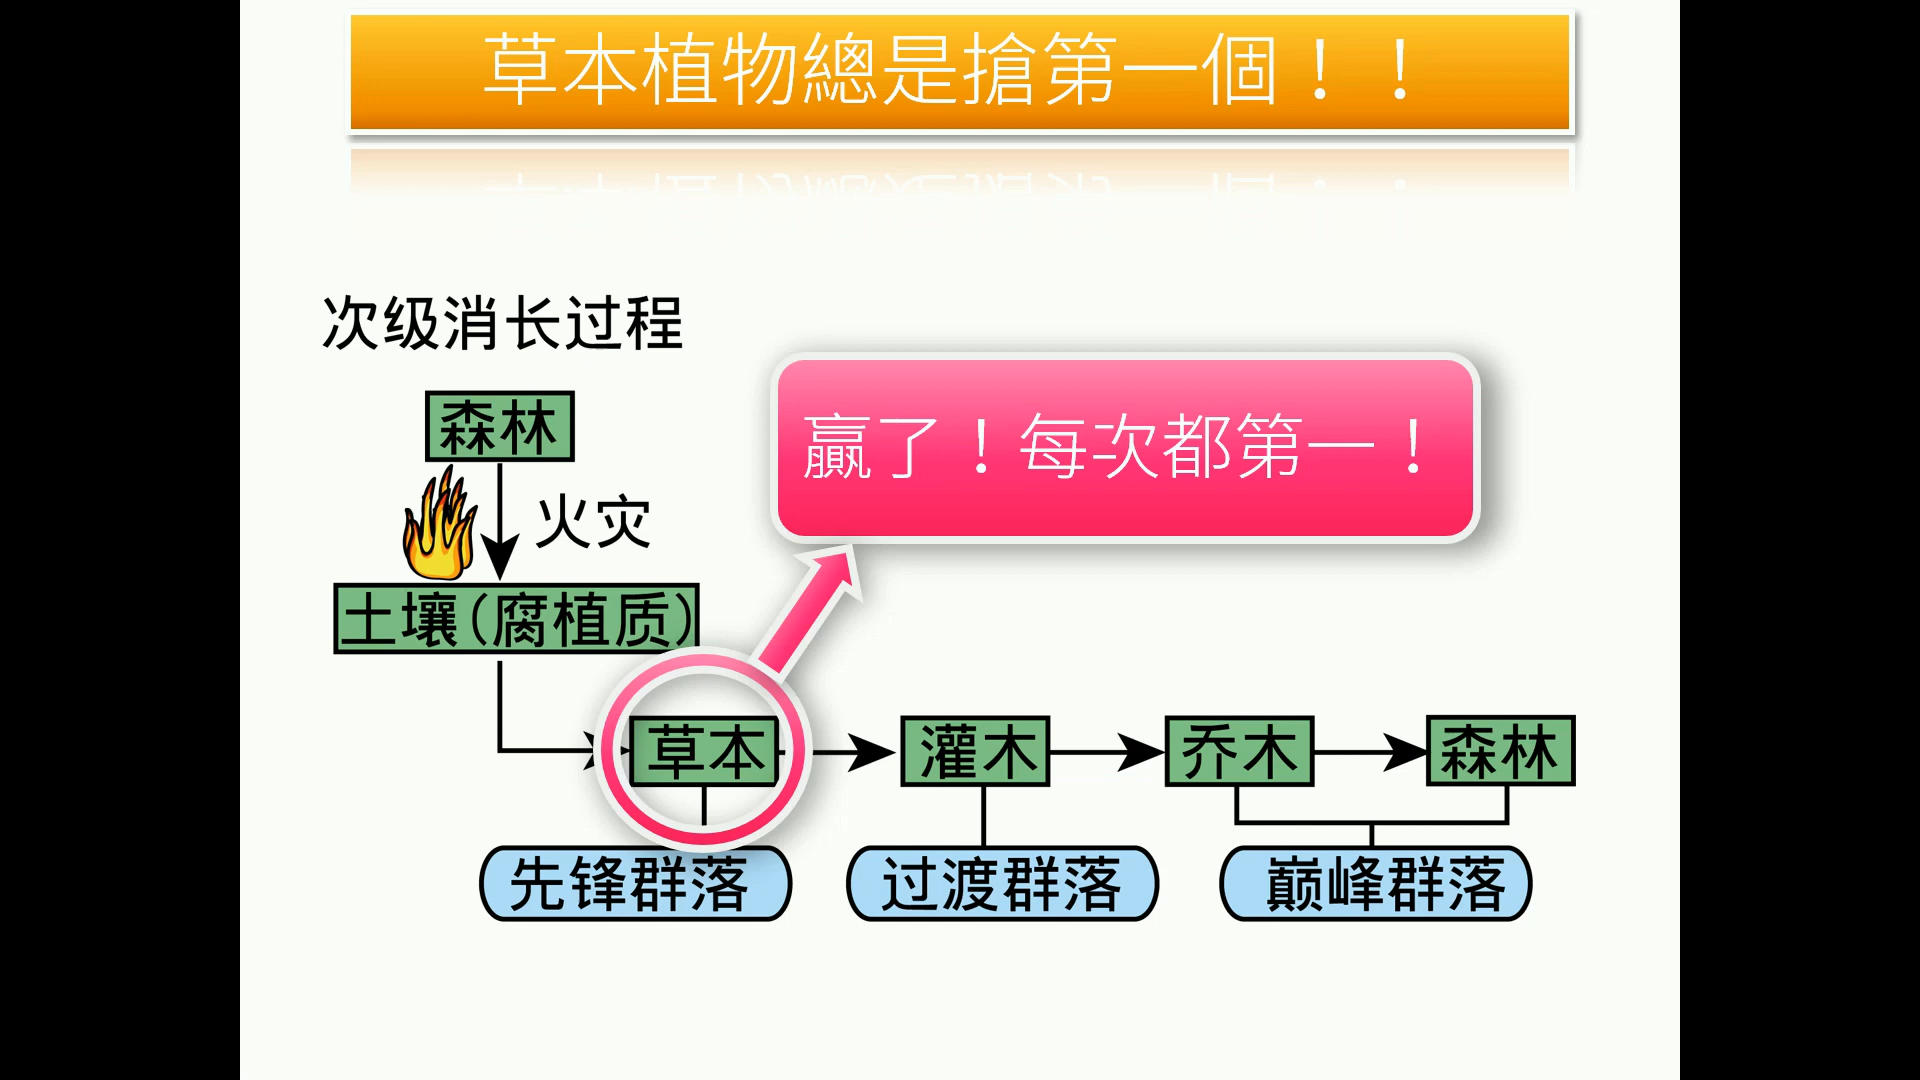 草本植物總是搶第一個！！
次级消长过程
森林
火灾
土壤(腐植质)
贏了！每次都第一！
草本
灌木
乔木
森林
先锋群落
过渡群落
巅峰群落